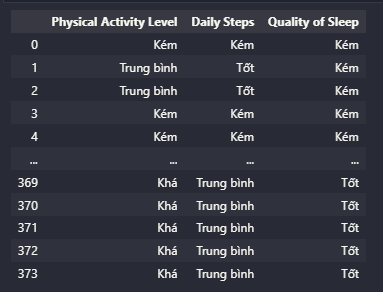 Physical Activity Level Daily Steps Quality of Sleep
0 Kém Kém Kém
1 Trung bình Tốt Kém
2 Trung bình Tốt Kém
3 Kém Kém Kém
4 Kém Kém Kém
... ... ... ...
369 Khá Trung bình Tốt
370 Khá Trung bình Tốt
371 Khá Trung bình Tốt
372 Khá Trung bình Tốt
373 Khá Trung bình Tốt